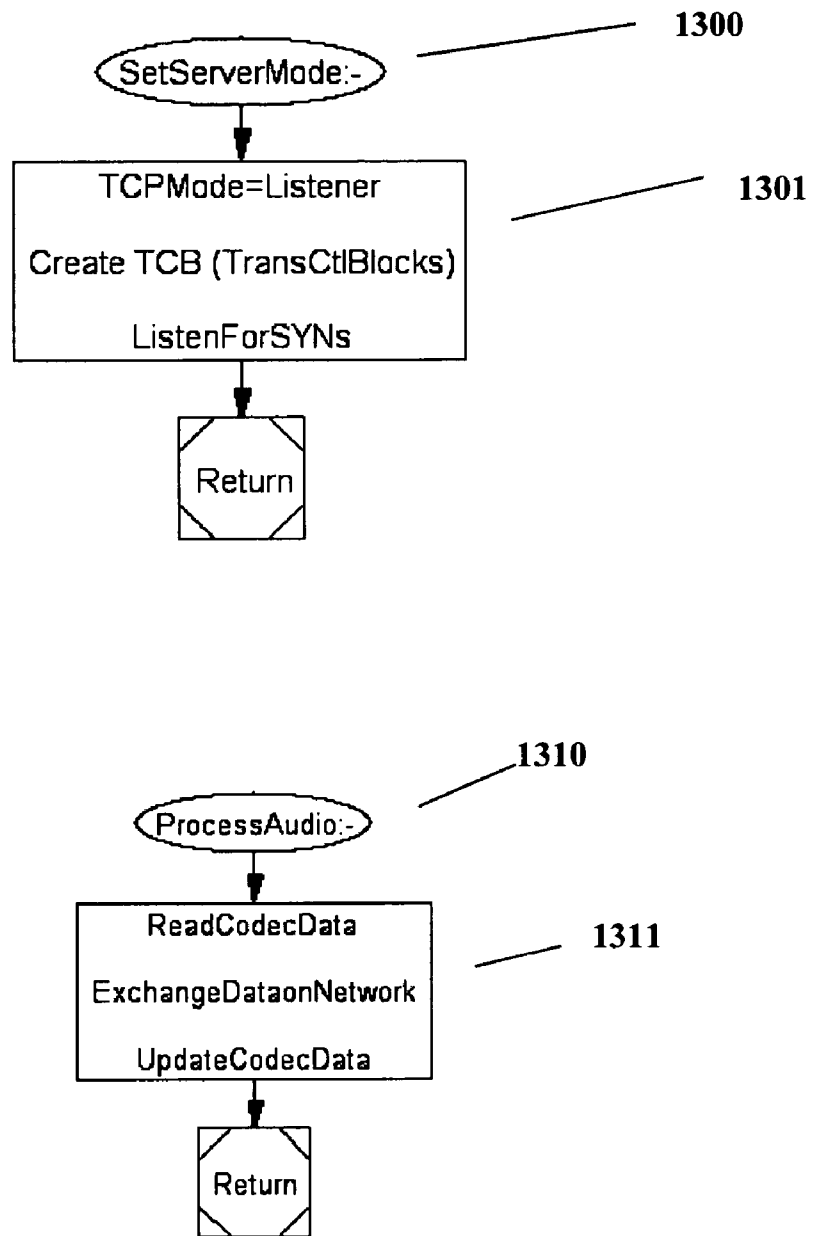 1300
SetServerMode:-
TCPMode=Listener
1301
Create TCB (TransCtlBlocks)
ListenForSYNs
Return
1310
ProcessAudio:-
ReadCodecData
1311
ExchangeDataonNetwork
UpdateCodecData
Return